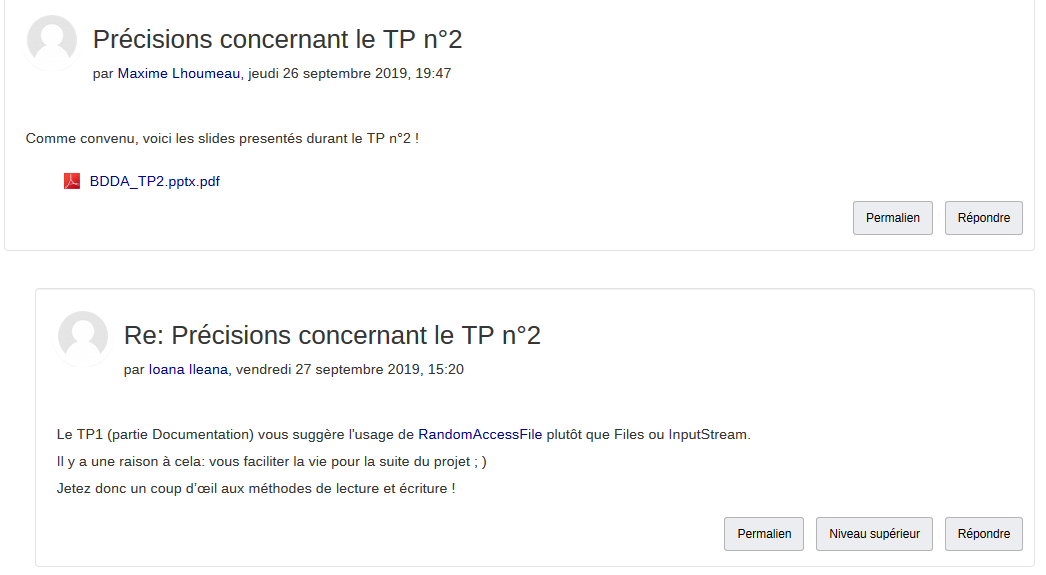 Précisions concernant le TP n°2
par Maxime Lhoumeau, jeudi 26 septembre 2019, 19:47
Comme convenu, voici les slides presentés durant le TP n°2 !
BDDA_TP2.pptx.pdf
Permalien Répondre
Re: Précisions concernant le TP n°2
par Ioana Ileana, vendredi 27 septembre 2019, 15:20
Le TP1 (partie Documentation) vous suggère l'usage de RandomAccessFile plutôt que Files ou InputStream.
Il y a une raison à cela: vous faciliter la vie pour la suite du projet ; )
Jetez donc un coup d'œil aux méthodes de lecture et écriture !
Permalien Niveau supérieur Répondre